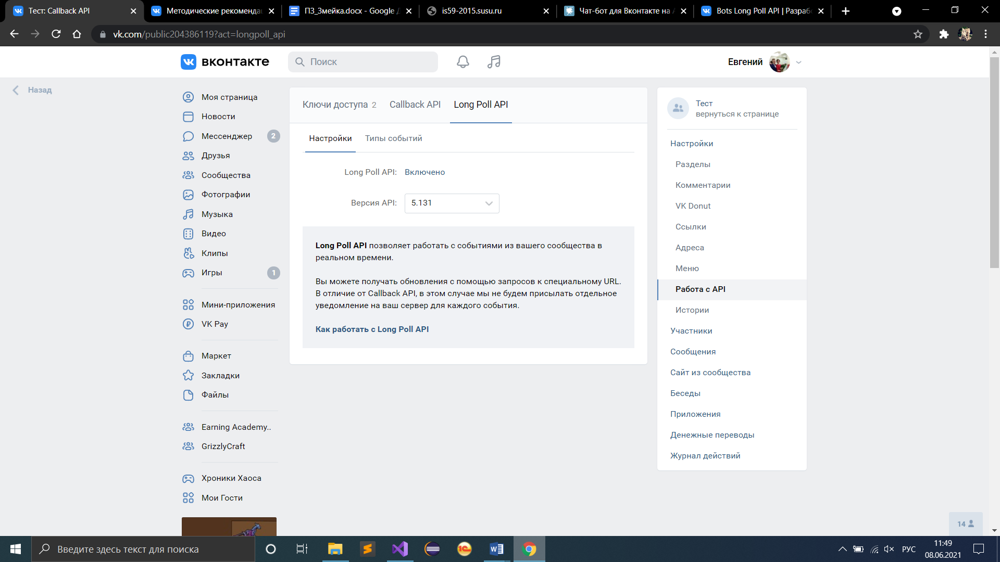 Тест: Callback API
Методические рекоменда
ПЗ_Змейка.docx - Google
is59-2015.susu.ru
Чат-бот для Вконтакте на
Bots Long Poll API | Разраб
vk.com/public204386119?act=longpoll_api
вконтакте
Поиск
Евгений
Назад
Моя страница
Новости
Мессенджер 2
Друзья
Сообщества
Фотографии
Музыка
Видео
Клипы
Игры 1
Мини-приложения
VK Pay
Маркет
Закладки
Файлы
Earning Academy..
GrizzlyCraft
Хроники Хаоса
Мои Гости
Ключи доступа 2 Callback API Long Poll API
Настройки Типы событий
Long Poll API: Включено
Версия API: 5.131
Long Poll API позволяет работать с событиями из вашего сообщества в
реальном времени.
Вы можете получать обновления с помощью запросов к специальному URL.
В отличие от Callback API, в этом случае мы не будем присылать отдельное
уведомление на ваш сервер для каждого события.
Как работать с Long Poll API
Тест
вернуться к странице
Настройки
Разделы
Комментарии
VK Donut
Ссылки
Адреса
Меню
Работа с API
Истории
Участники
Сообщения
Сайт из сообщества
Беседы
Приложения
Денежные переводы
Журнал действий
14
Введите здесь текст для поиска
РУС
11:49
08.06.2021